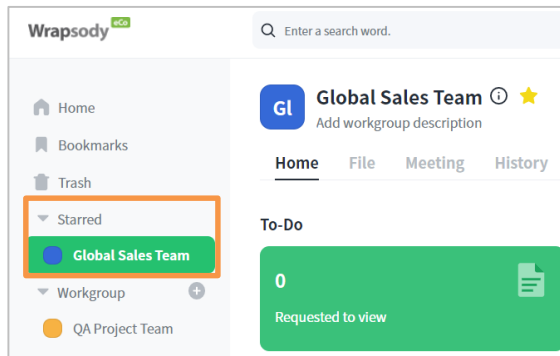 Wrapsody eCo
Enter a search word.
Home
Bookmarks
Trash
Starred
Global Sales Team
Workgroup
QA Project Team
Gl
Global Sales Team
Add workgroup description
Home File Meeting History
To-Do
0
Requested to view